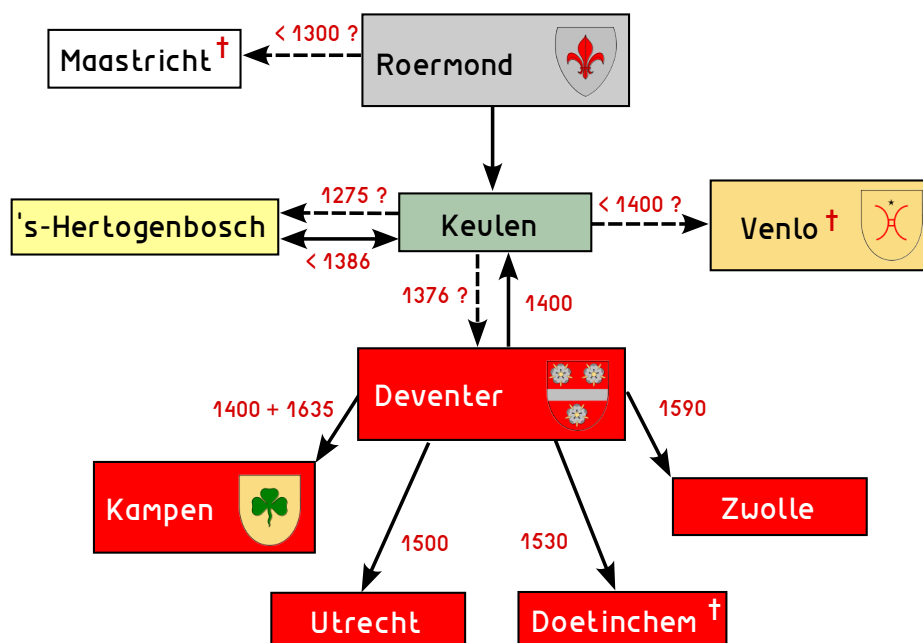 < 1300 ?
Maastricht †
Roermond
1275 ?
< 1400 ?
's-Hertogenbosch
Keulen
Venlo †
< 1386
1376 ?
1400
Deventer
1400 + 1635
1590
Kampen
Zwolle
1500
1530
Utrecht
Doetinchem †